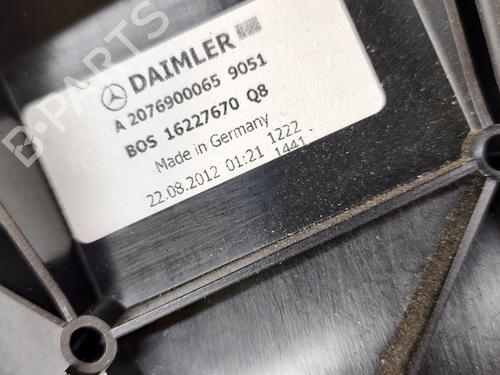 B-PARTS
DAIMLER
A 2076900065 9051
BOS 16227670 Q8
Made in Germany
22.08.2012 01:21 1222
1441